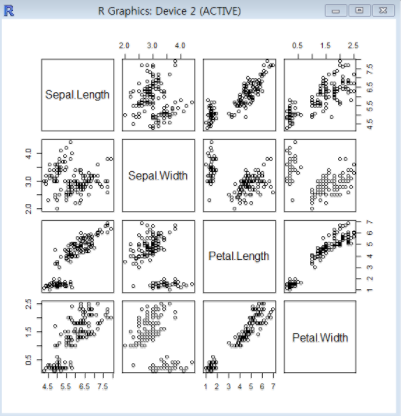 R Graphics: Device 2 (ACTIVE)
2.0 3.0 4.0
0.5 1.5 2.5
Sepal.Length
4.5 5.5 6.5 7.5
2.0 3.0 4.0
Sepal.Width
Petal.Length
1 2 3 4 5 6 7
0.5 1.5 2.5
Petal.Width
4.5 5.5 6.5 7.5
1 2 3 4 5 6 7